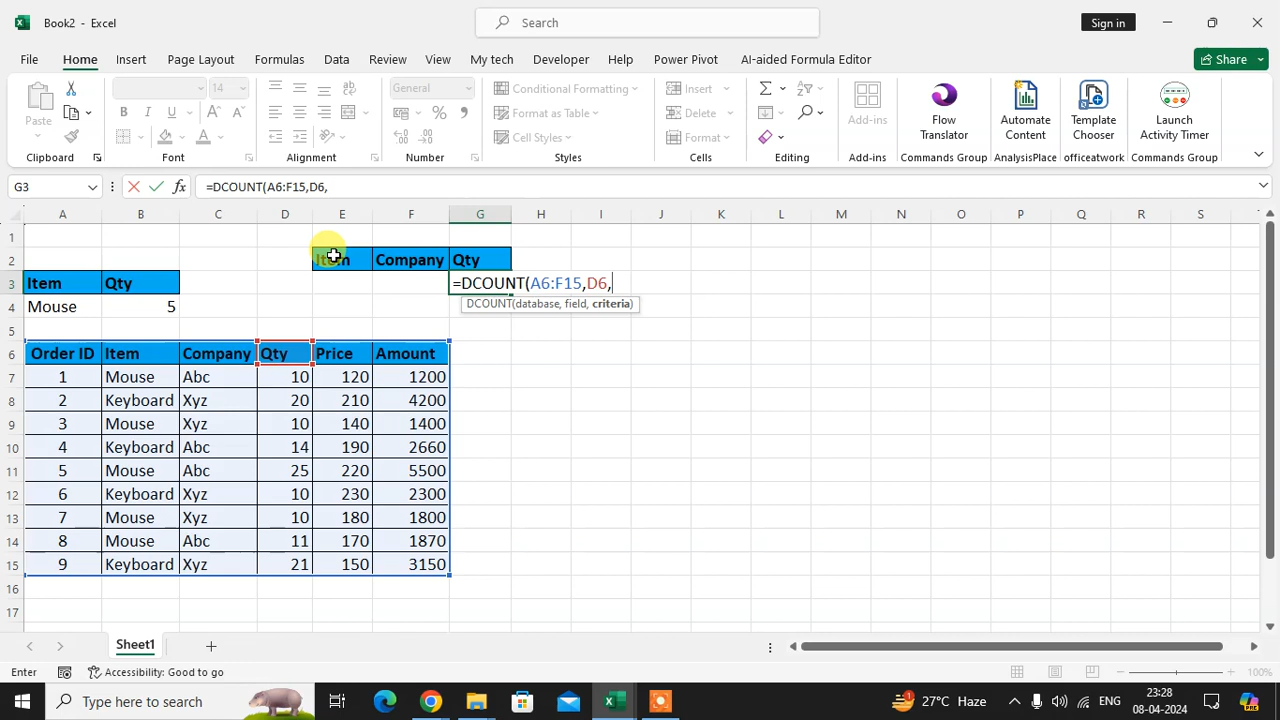 Book2 - Excel
Search
Sign in
File Home Insert Draw Page Layout Formulas Data Review View My tech Developer Help Power Pivot AI-aided Formula Editor Share
Paste
14
General
B I U A A
Conditional Formatting
Format as Table
Cell Styles
Insert
Delete
Format
Add-ins
Flow Translator
Automate Content
Template Chooser
Launch Activity Timer
Clipboard Font Alignment Number Styles Cells Editing Add-ins Commands Group AnalysisPlace officeatwork Commands Group
G3 fx =DCOUNT(A6:F15,D6,
A B C D E F G H I J K L M N O P Q R S
1
2 Item Company Qty
3 Item Qty =DCOUNT(A6:F15,D6,
4 Mouse 5 DCOUNT(database, field, criteria)
5
6 Order ID Item Company Qty Price Amount
7 1 Mouse Abc 10 120 1200
8 2 Keyboard Xyz 20 210 4200
9 3 Mouse Xyz 10 140 1400
10 4 Keyboard Abc 14 190 2660
11 5 Mouse Abc 25 220 5500
12 6 Keyboard Xyz 10 230 2300
13 7 Mouse Xyz 10 180 1800
14 8 Mouse Abc 11 170 1870
15 9 Keyboard Xyz 21 150 3150
16
17
Sheet1
Enter Accessibility: Good to go 100%
Type here to search
27°C Haze ENG 23:28
08-04-2024